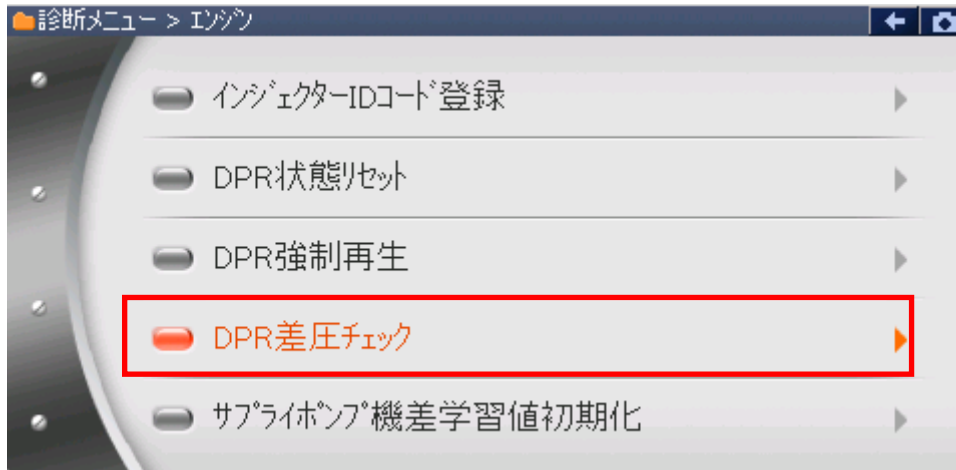 診断メニュー > エンジン
インジェクターIDコード登録
DPR状態リセット
DPR強制再生
DPR差圧チェック
サプライポンプ機差学習値初期化